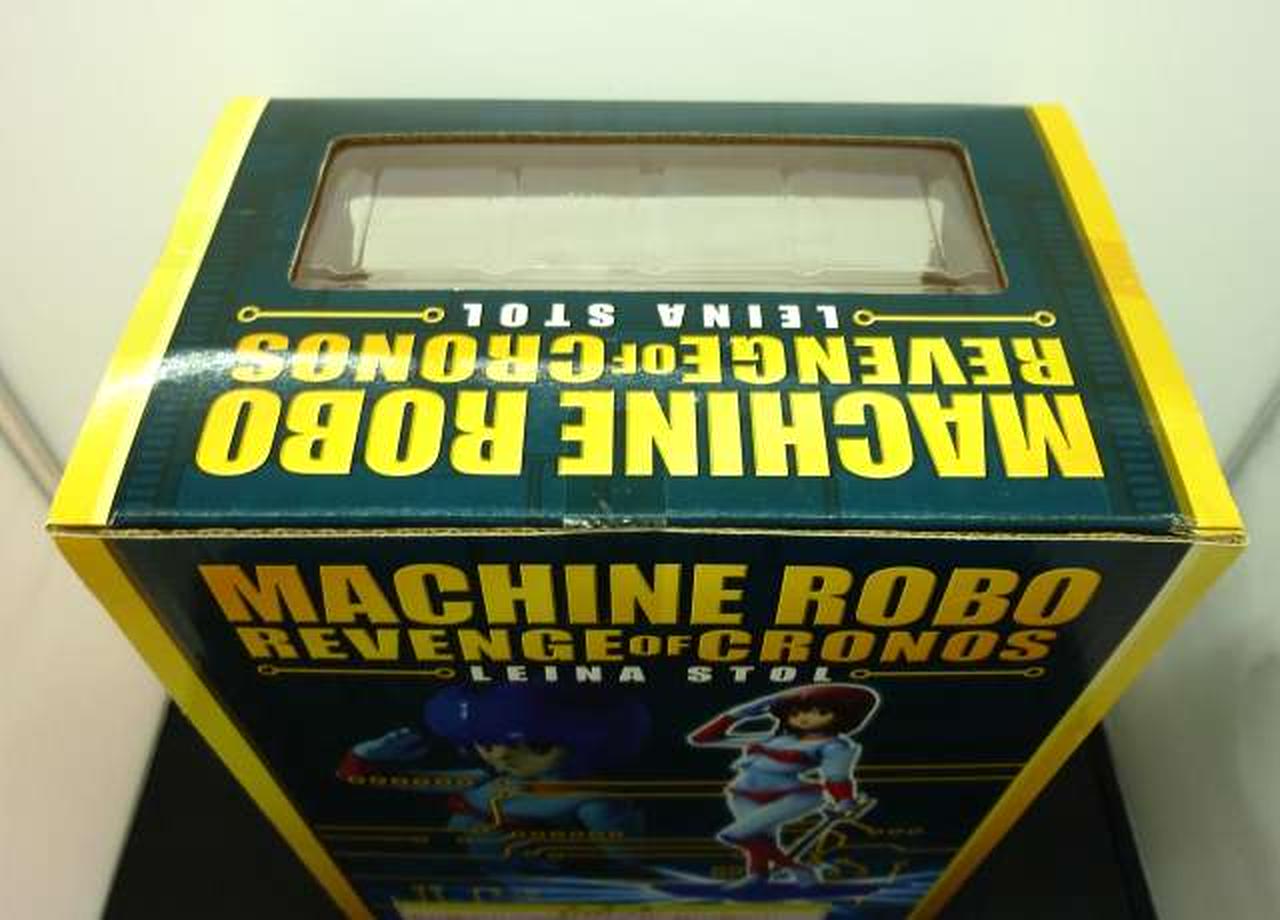 LEINA STOL
REVENGE OF CRONOS
MACHINE ROBO
MACHINE ROBO
REVENGE OF CRONOS
LEINA STOL